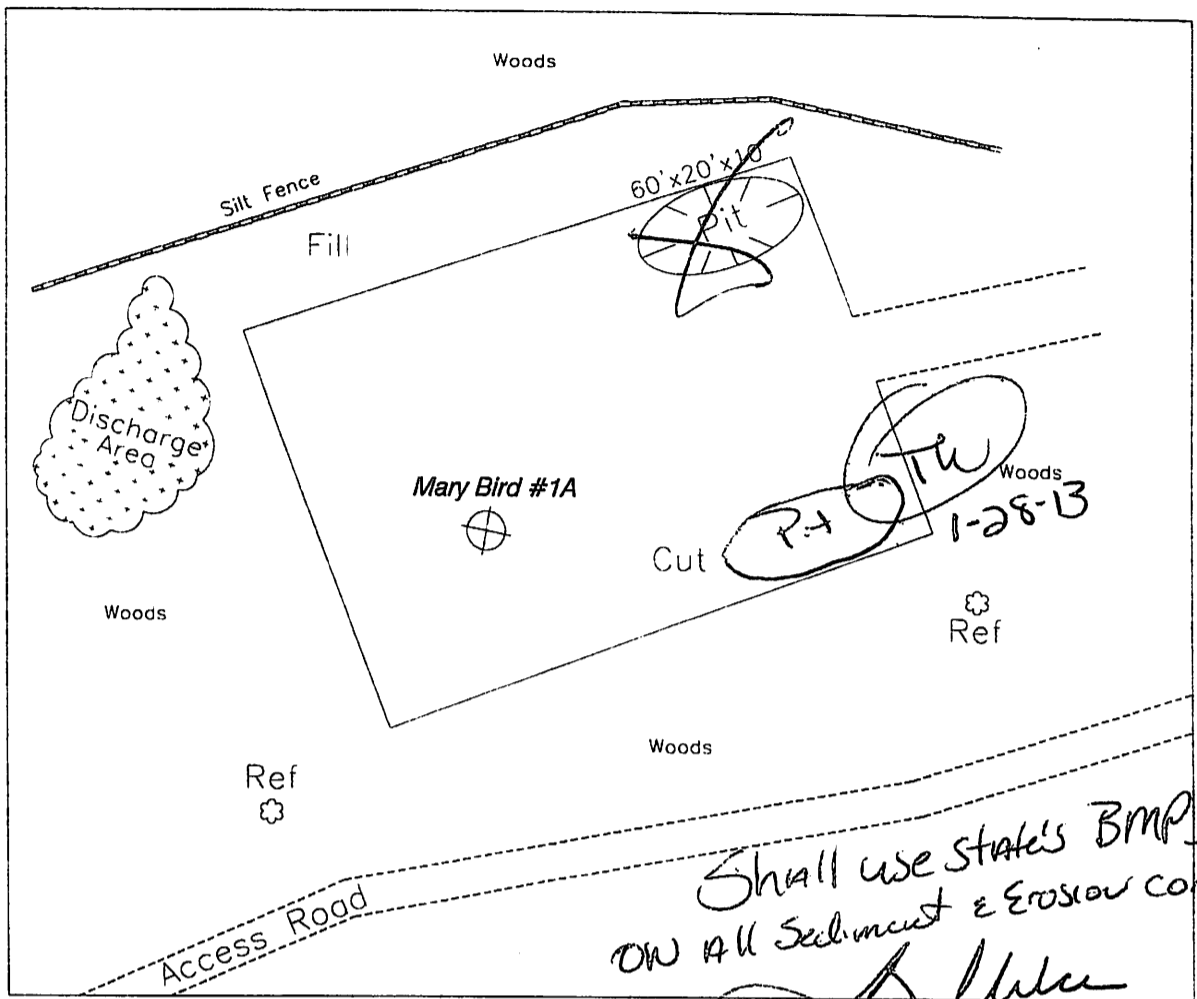 Woods
60'x20'x10'
Silt Fence
Pit
Fill
Discharge
Area
TW
Woods
Mary Bird #1A
1-28-13
Pit
Cut
Woods
Ref
Woods
Ref
Shall use state's BMP
Access Road
ON All Sediment & Erosion Co